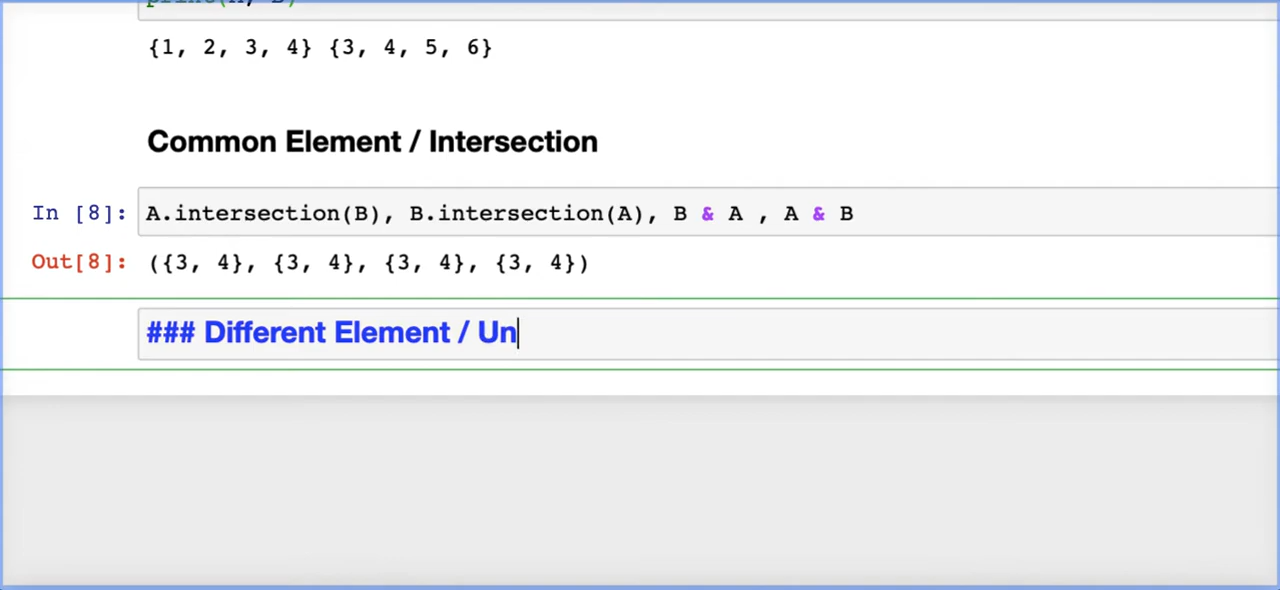 {1, 2, 3, 4} {3, 4, 5, 6}
Common Element / Intersection
In [8]: A.intersection(B), B.intersection(A), B & A , A & B
Out[8]: ({3, 4}, {3, 4}, {3, 4}, {3, 4})
### Different Element / Un